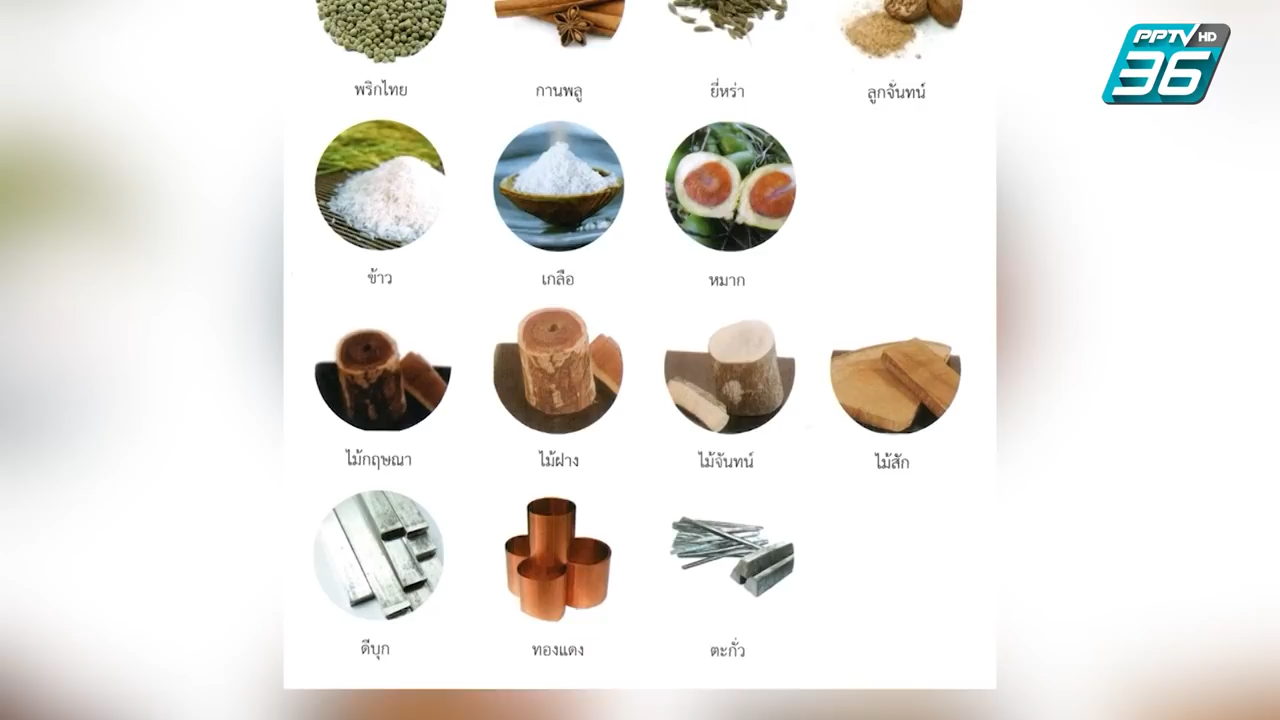 PPTV HD
36
พริกไทย กานพลู ยี่หร่า ลูกจั่นทน์
ข้าว เกลือ หมาก
ไม้กฤษณา ไม้ฝาง ไม้จันทน์ ไม้สัก
ดีบุก ทองแดง ตะกั่ว